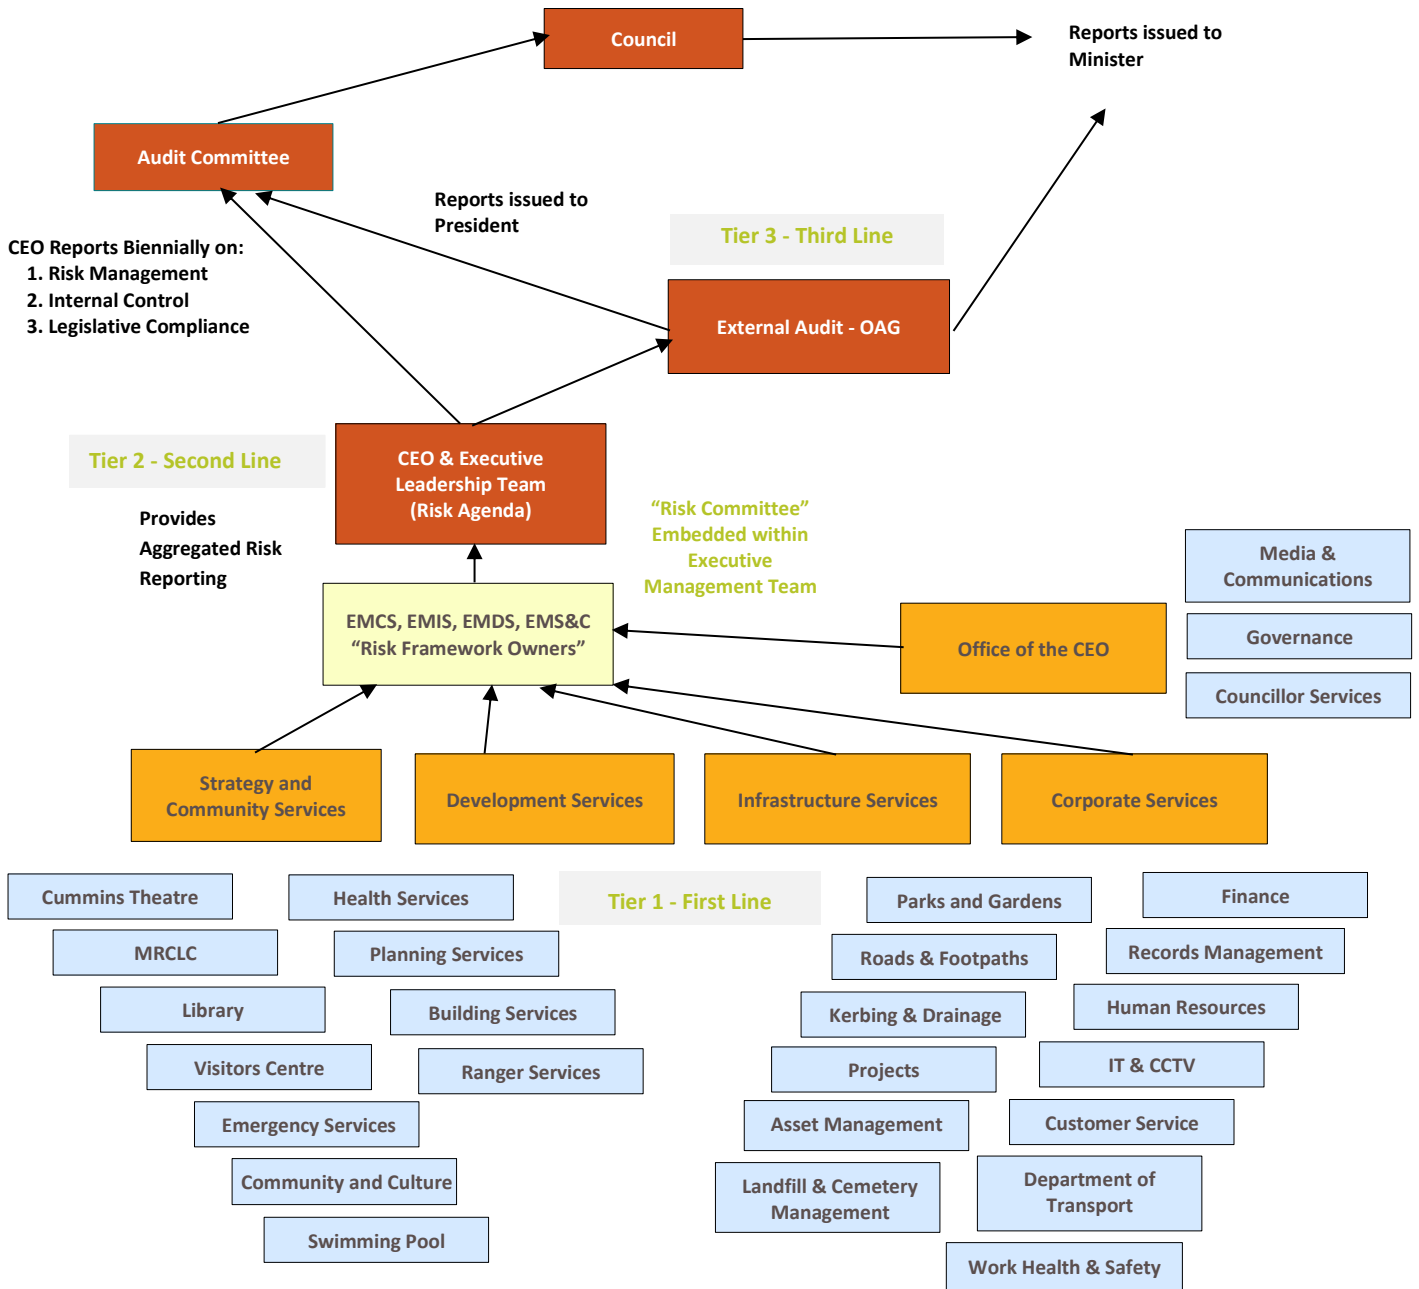 Council
Reports issued to
Minister
Audit Committee
Reports issued to
President
Tier 3 - Third Line
CEO Reports Biennially on:
1. Risk Management
2. Internal Control
3. Legislative Compliance
External Audit - OAG
Tier 2 - Second Line
CEO & Executive
Leadership Team
(Risk Agenda)
Provides
Aggregated Risk
Reporting
“Risk Committee”
Embedded within
Executive
Management Team
Media &
Communications
EMCS, EMIS, EMDS, EMS&C
“Risk Framework Owners”
Office of the CEO
Governance
Councillor Services
Strategy and
Community Services
Development Services
Infrastructure Services
Corporate Services
Tier 1 - First Line
Cummins Theatre
MRCLC
Library
Visitors Centre
Emergency Services
Community and Culture
Swimming Pool
Health Services
Planning Services
Building Services
Ranger Services
Parks and Gardens
Roads & Footpaths
Kerbing & Drainage
Projects
Asset Management
Landfill & Cemetery
Management
Finance
Records Management
Human Resources
IT & CCTV
Customer Service
Department of
Transport
Work Health & Safety